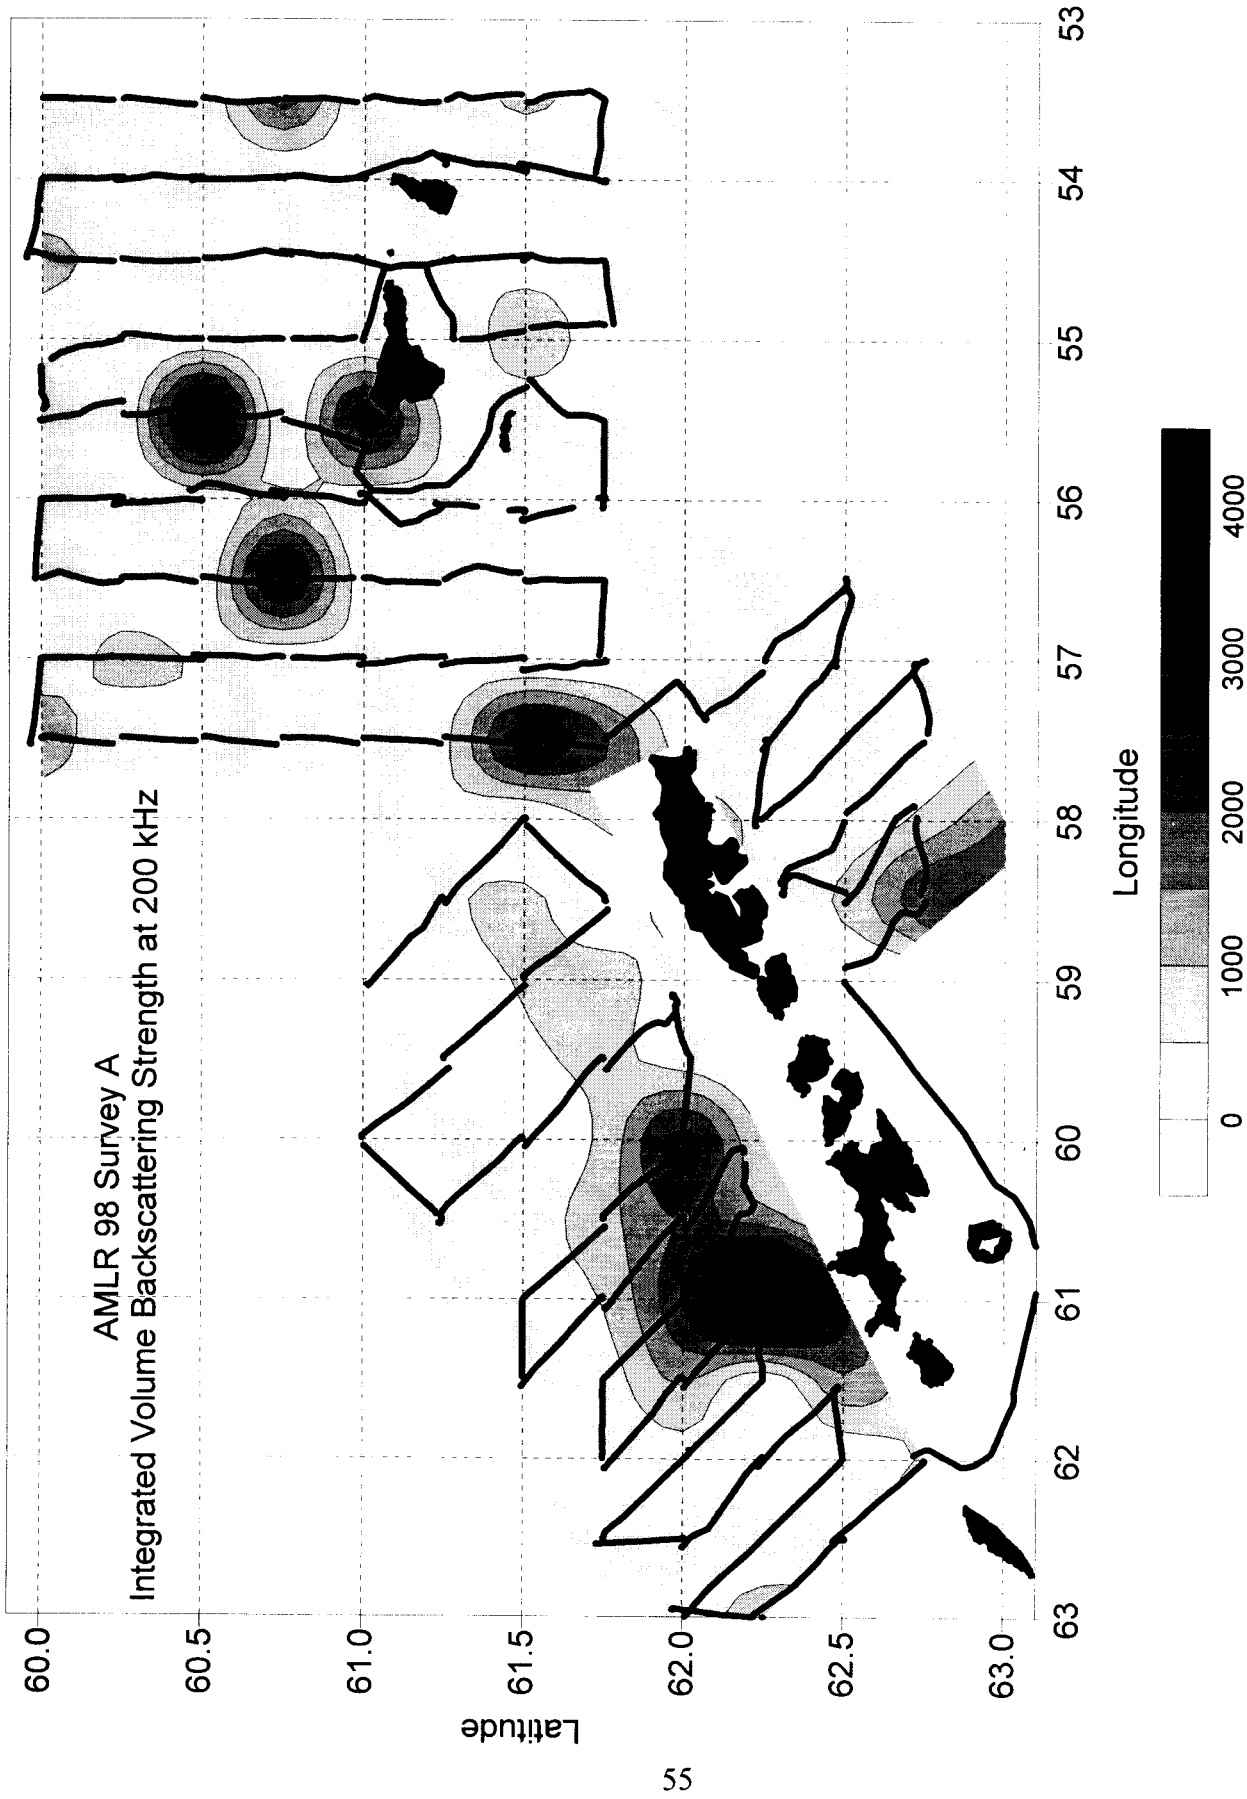 AMLR 98 Survey A
Integrated Volume Backscattering Strength at 200 kHz
Latitude
60.0
60.5
61.0
61.5
62.0
62.5
63.0
63 62 61 60 59 58 57 56 55 54 53
Longitude
0 1000 2000 3000 4000
55